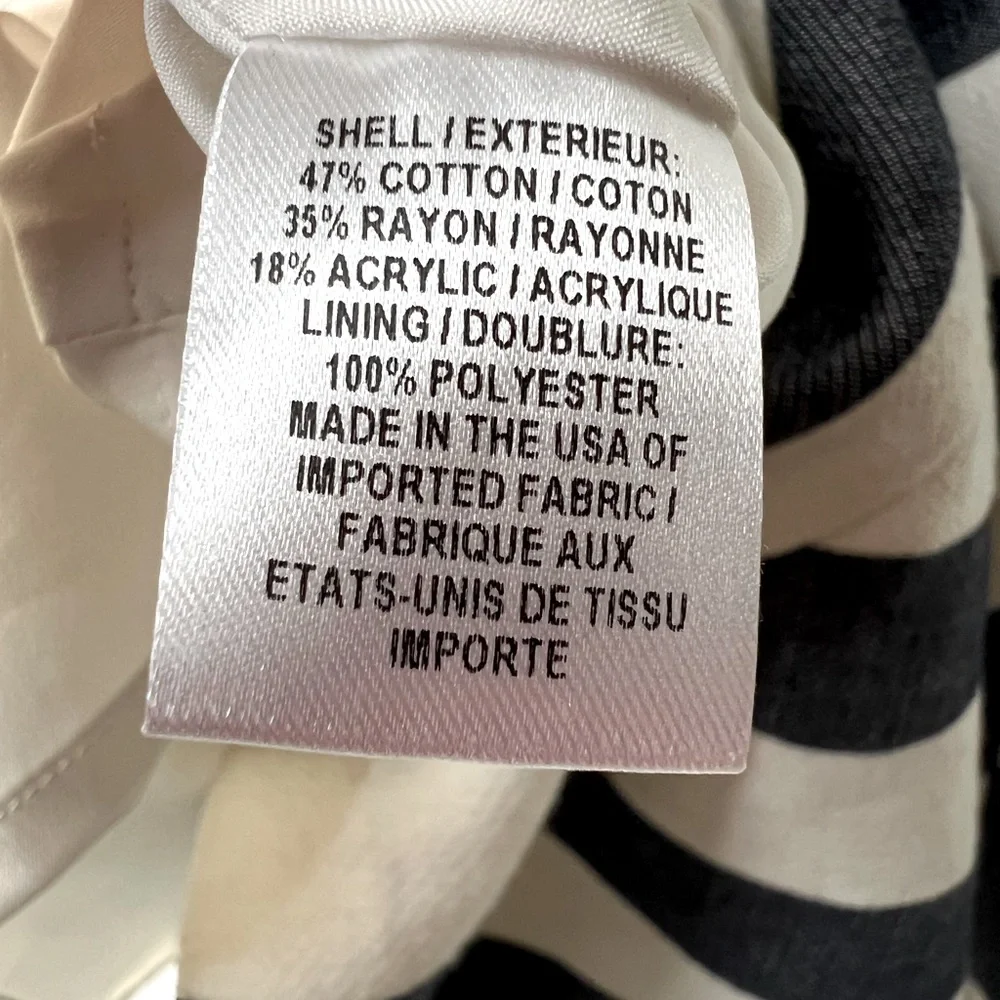 SHELL / EXTERIEUR:
47% COTTON / COTON
35% RAYON / RAYONNE
18% ACRYLIC / ACRYLIQUE
LINING / DOUBLURE:
100% POLYESTER
MADE IN THE USA OF
IMPORTED FABRIC /
FABRIQUE AUX
ETATS-UNIS DE TISSU
IMPORTE